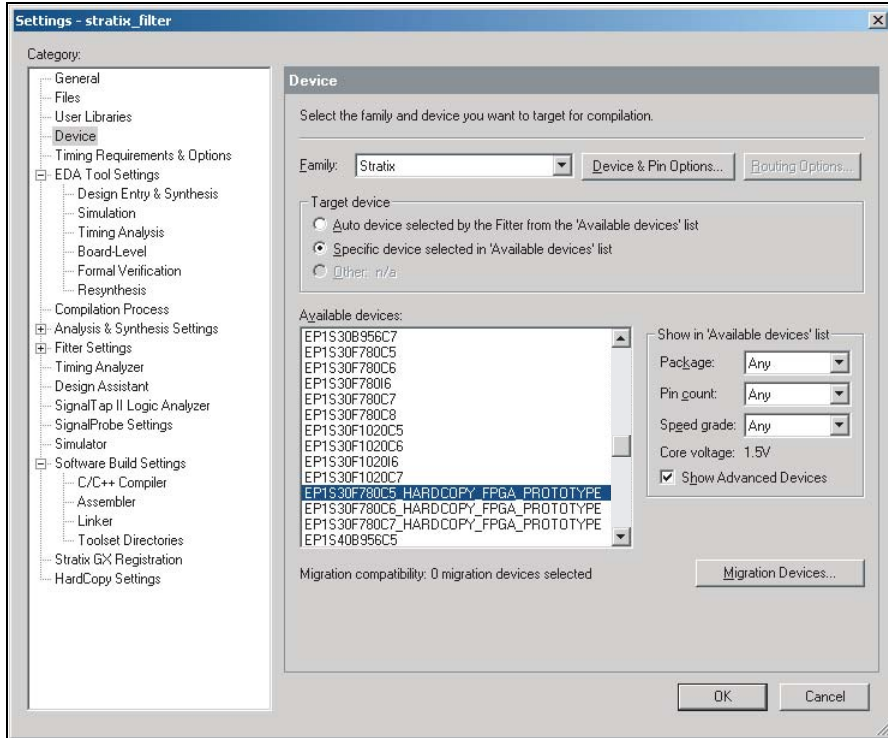 Settings - stratix_filter
Category:
General
Files
User Libraries
Device
Timing Requirements & Options
EDA Tool Settings
Design Entry & Synthesis
Simulation
Timing Analysis
Board-Level
Formal Verification
Resynthesis
Compilation Process
Analysis & Synthesis Settings
Fitter Settings
Timing Analyzer
Design Assistant
SignalTap II Logic Analyzer
SignalProbe Settings
Simulator
Software Build Settings
C/C++ Compiler
Assembler
Linker
Toolset Directories
Stratix GX Registration
HardCopy Settings
Device
Select the family and device you want to target for compilation.
Family: Stratix Device & Pin Options... Routing Options...
Target device
Auto device selected by the Fitter from the 'Available devices' list
Specific device selected in 'Available devices' list
Other: n/a
Available devices:
EP1S30B956C7
EP1S30F780C5
EP1S30F780C6
EP1S30F780I6
EP1S30F780C7
EP1S30F780C8
EP1S30F1020C5
EP1S30F1020C6
EP1S30F1020I6
EP1S30F1020C7
EP1S30F780C5_HARDCOPY_FPGA_PROTOTYPE
EP1S30F780C6_HARDCOPY_FPGA_PROTOTYPE
EP1S30F780C7_HARDCOPY_FPGA_PROTOTYPE
EP1S40B956C5
Show in 'Available devices' list
Package: Any
Pin count: Any
Speed grade: Any
Core voltage: 1.5V
Show Advanced Devices
Migration compatibility: 0 migration devices selected
Migration Devices...
OK Cancel